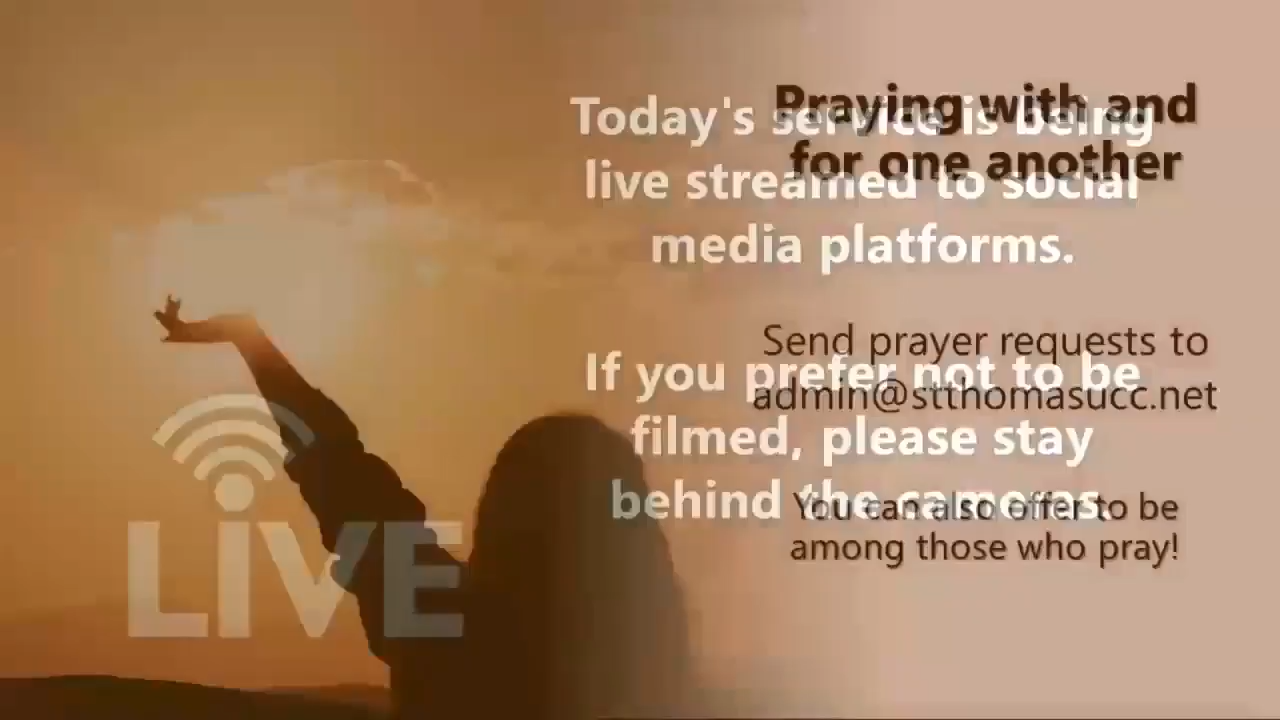 Today's service is being
live streamed to social
media platforms.
If you prefer not to be
filmed, please stay
behind the cameras.
LIVE
Praying with and
for one another
Send prayer requests to
admin@stthomasucc.net
You can also offer to be
among those who pray!